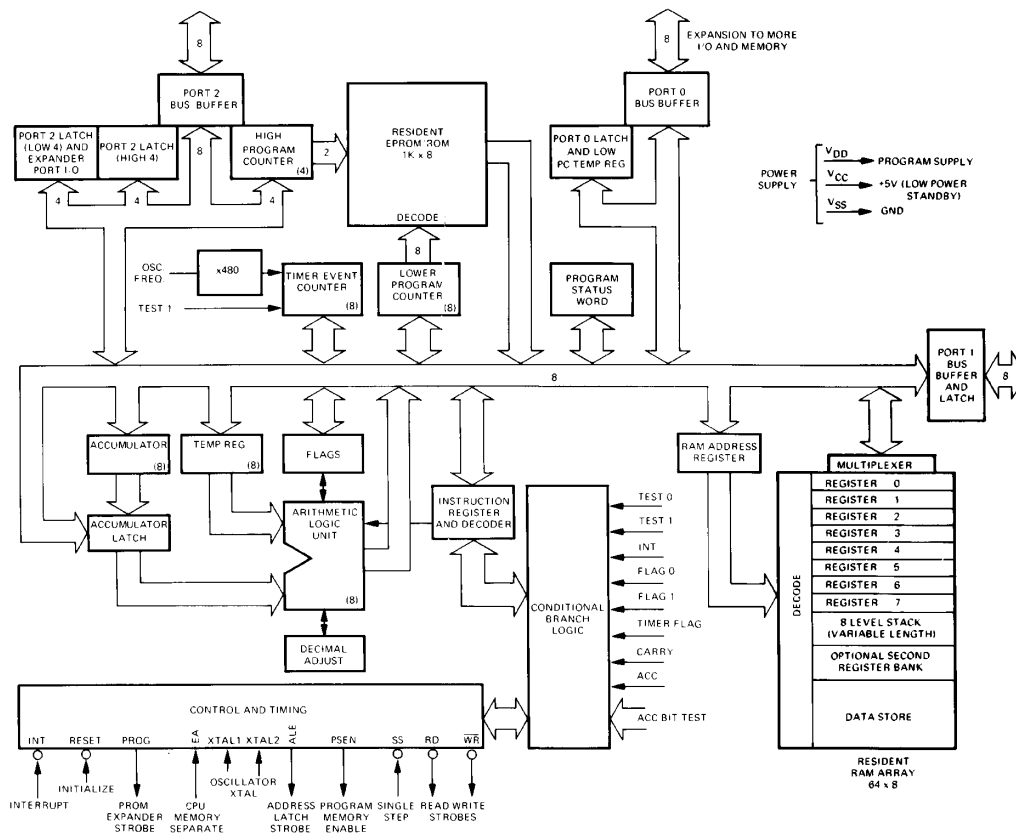 8
8
EXPANSION TO MORE
I/O AND MEMORY
PORT 2
BUS BUFFER
PORT 0
BUS BUFFER
PORT 2 LATCH
(LOW 4) AND
EXPANDER
PORT I-O
PORT 2 LATCH
(HIGH 4)
8
HIGH
PROGRAM
COUNTER
(4)
2
RESIDENT
EPROM 30M
1K x 8
DECODE
PORT 0 LATCH
AND LOW
PC TEMP REG
POWER
SUPPLY
VDD
PROGRAM SUPPLY
VCC
+5V (LOW POWER
STANDBY)
VSS
GND
4
4
4
8
OSC.
FREQ.
x480
TEST 1
TIMER EVENT
COUNTER
(8)
LOWER
PROGRAM
COUNTER
(8)
PROGRAM
STATUS
WORD
8
PORT 1
BUS
BUFFER
AND
LATCH
8
ACCUMULATOR
(8)
TEMP REG
(8)
FLAGS
RAM ADDRESS
REGISTER
ACCUMULATOR
LATCH
ARITHMETIC
LOGIC
UNIT
(8)
INSTRUCTION
REGISTER
AND DECODER
DECIMAL
ADJUST
CONDITIONAL
BRANCH
LOGIC
TEST 0
TEST 1
INT
FLAG 0
FLAG 1
TIMER FLAG
CARRY
ACC
ACC BIT TEST
MULTIPLEXER
DECODE
REGISTER 0
REGISTER 1
REGISTER 2
REGISTER 3
REGISTER 4
REGISTER 5
REGISTER 6
REGISTER 7
8 LEVEL STACK
(VARIABLE LENGTH)
OPTIONAL SECOND
REGISTER BANK
DATA STORE
RESIDENT
RAM ARRAY
64 x 8
CONTROL AND TIMING
INT
RESET
PROG
EA
XTAL1
XTAL2
ALE
PSEN
SS
RD
WR
INTERRUPT
INITIALIZE
PROM
EXPANDER
STROBE
CPU
MEMORY
SEPARATE
OSCILLATOR
XTAL
ADDRESS
LATCH
STROBE
PROGRAM
MEMORY
ENABLE
SINGLE
STEP
READ WRITE
STROBES